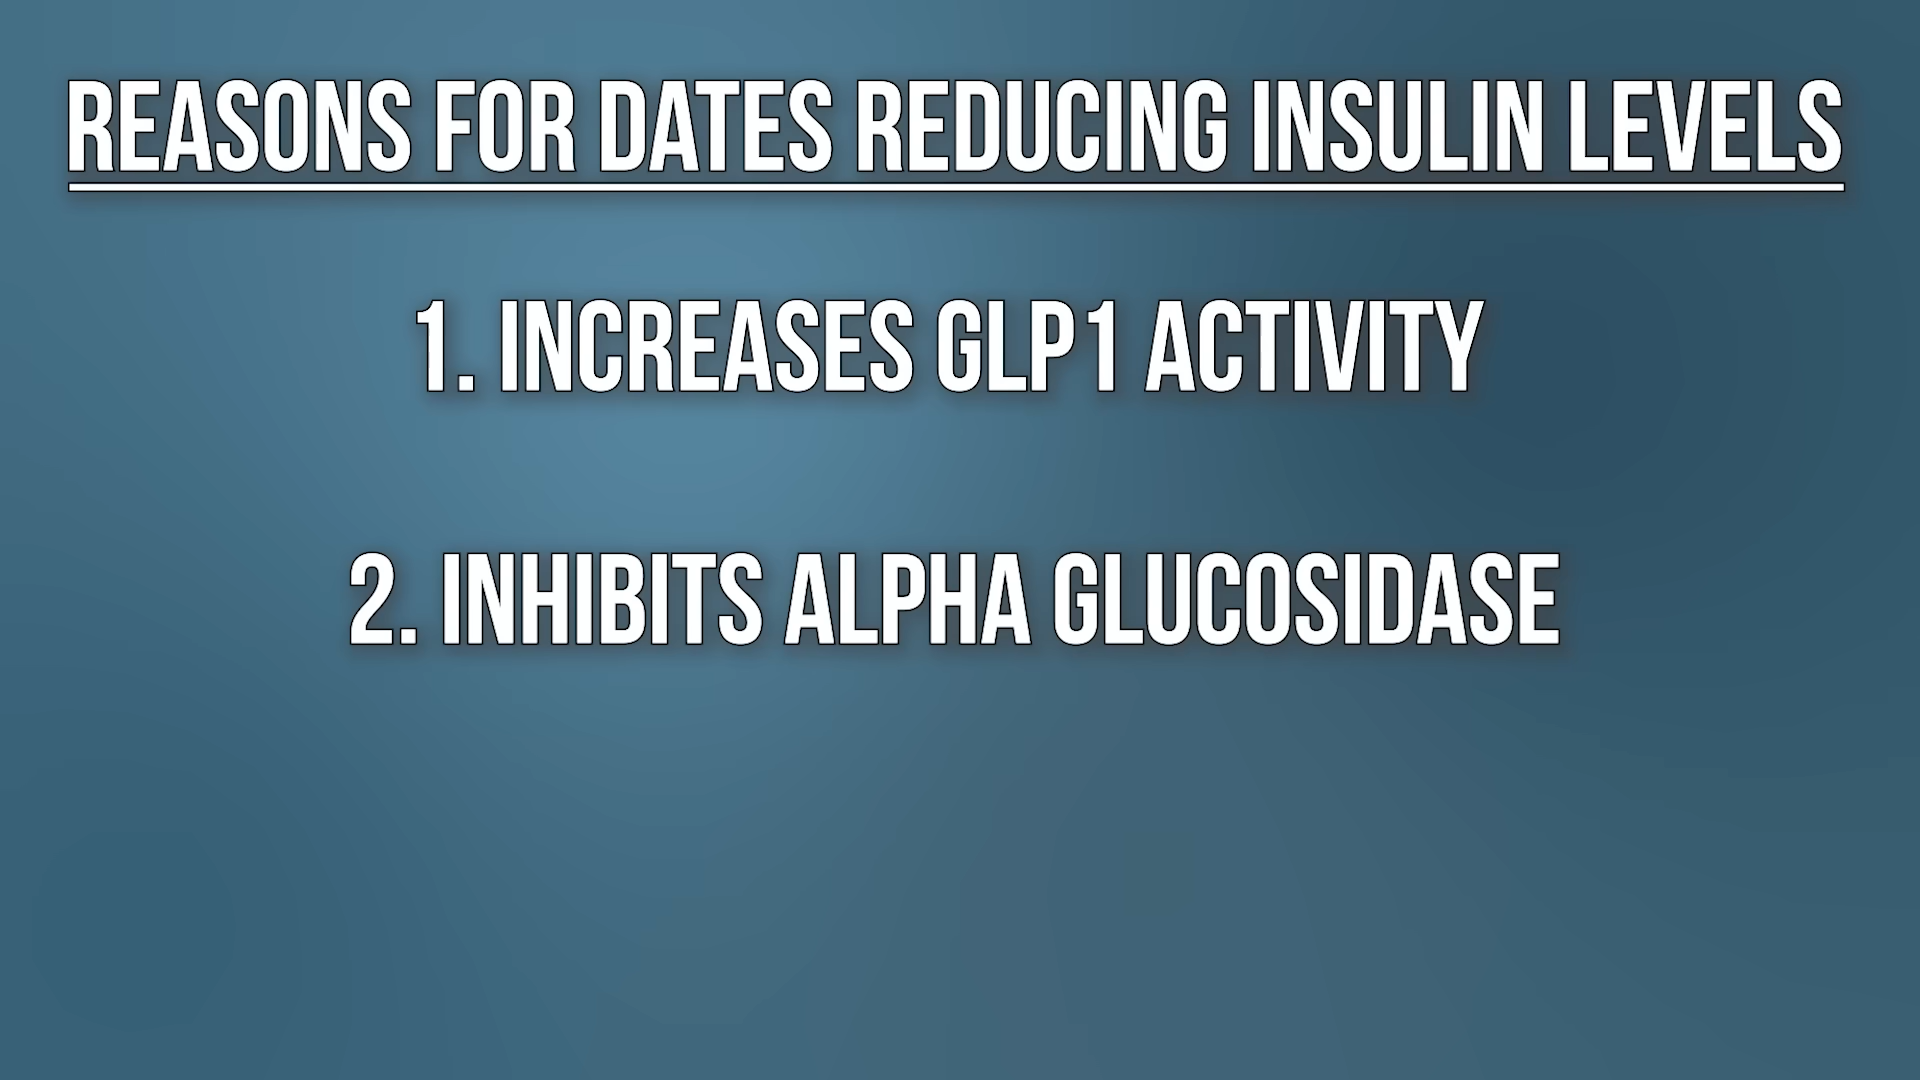 REASONS FOR DATES REDUCING INSULIN LEVELS
1. INCREASES GLP1 ACTIVITY
2. INHIBITS ALPHA GLUCOSIDASE